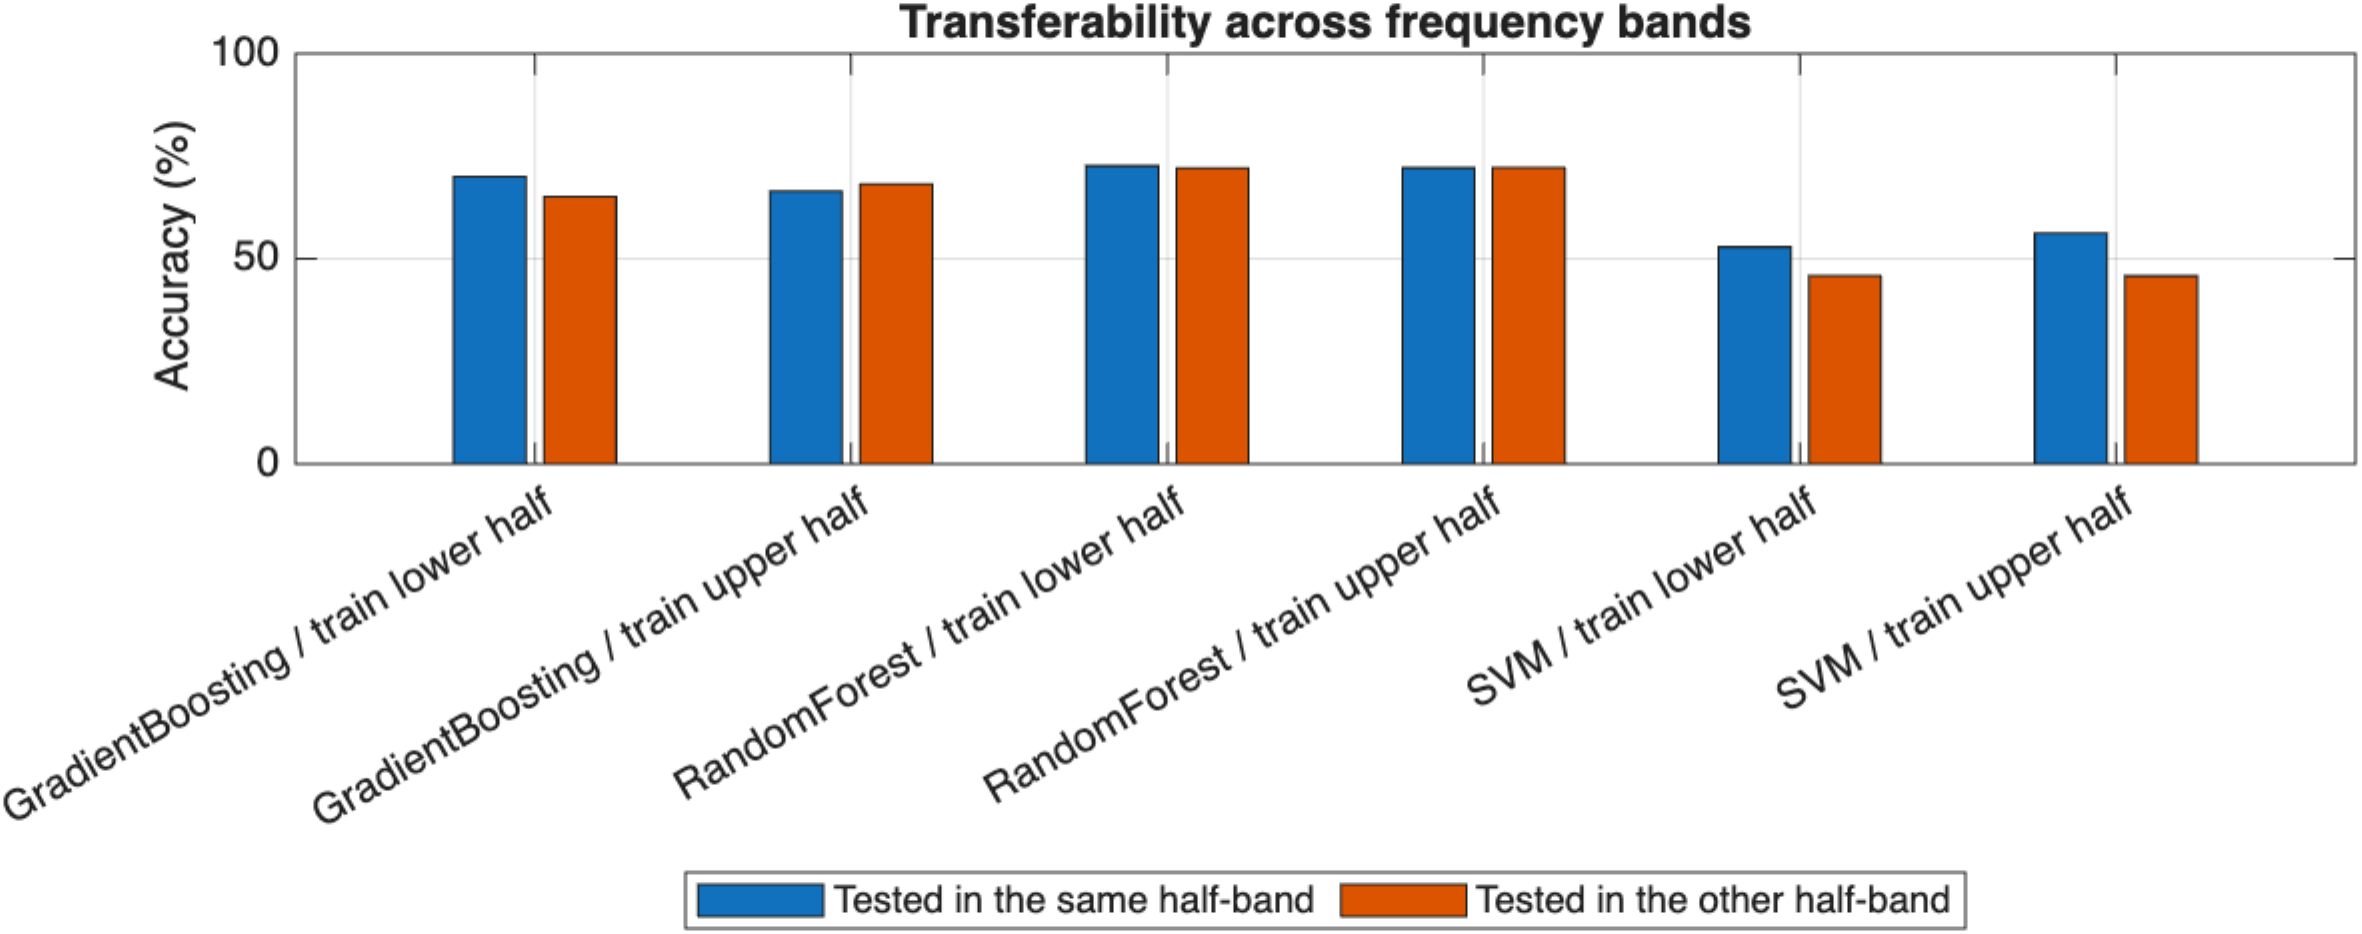 Transferability across frequency bands
100
50
0
Accuracy (%)
GradientBoosting / train lower half
GradientBoosting / train upper half
RandomForest / train lower half
RandomForest / train upper half
SVM / train lower half
SVM / train upper half
Tested in the same half-band
Tested in the other half-band